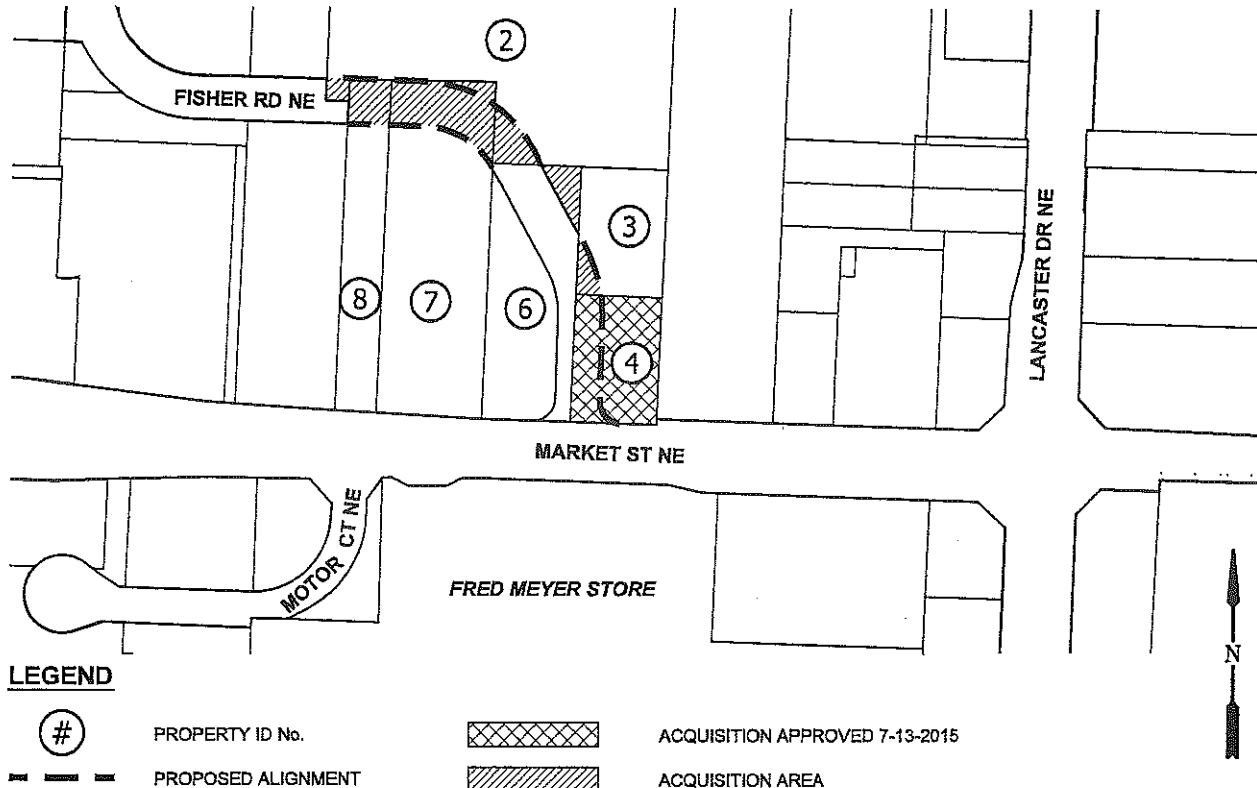 2
FISHER RD NE
3
8
7
6
4
LANCASTER DR NE
MARKET ST NE
MOTOR CT NE
FRED MEYER STORE
N
LEGEND
# PROPERTY ID No.
ACQUISITION APPROVED 7-13-2015
PROPOSED ALIGNMENT
ACQUISITION AREA